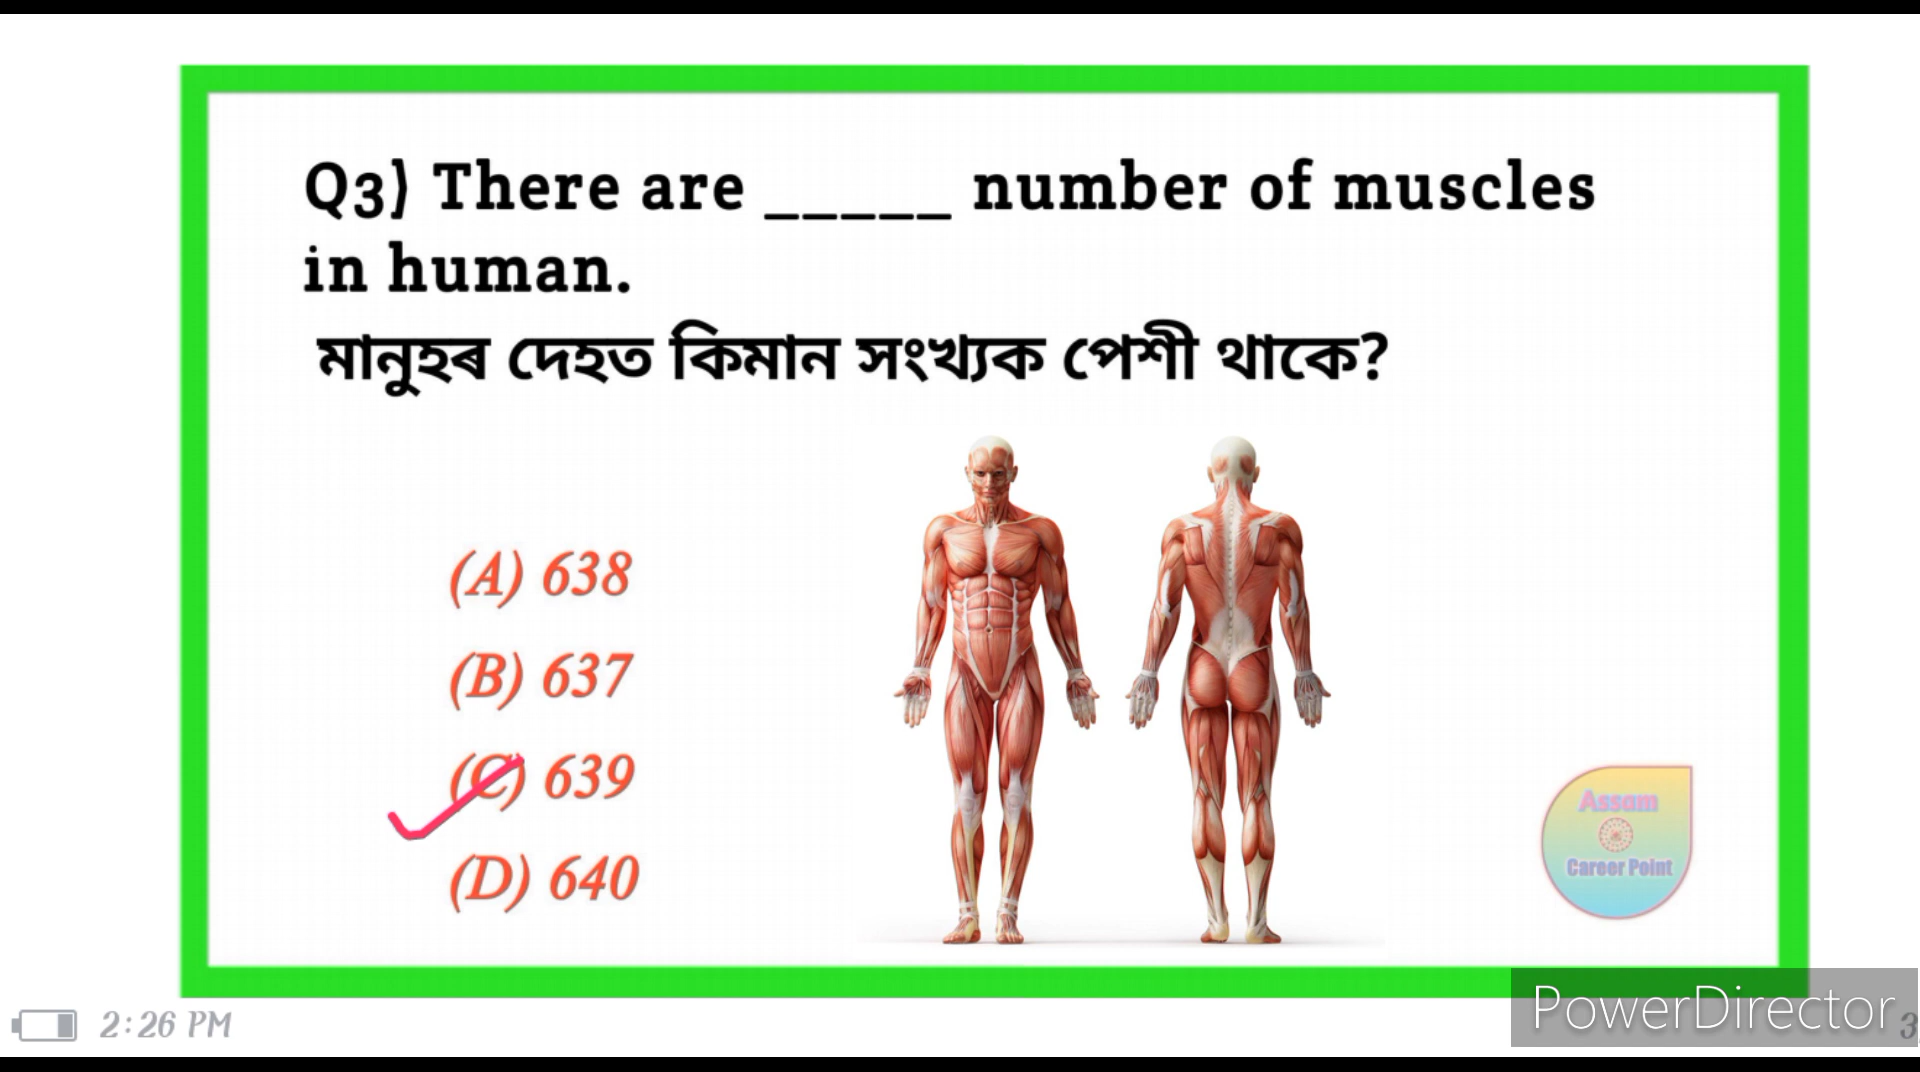 Q3) There are _____ number of muscles
in human.
মানুহৰ দেহত কিমান সংখ্যক পেশী থাকে?
(A) 638
(B) 637
(C) 639
(D) 640
Assam
Career Point
PowerDirector
2:26 PM
3